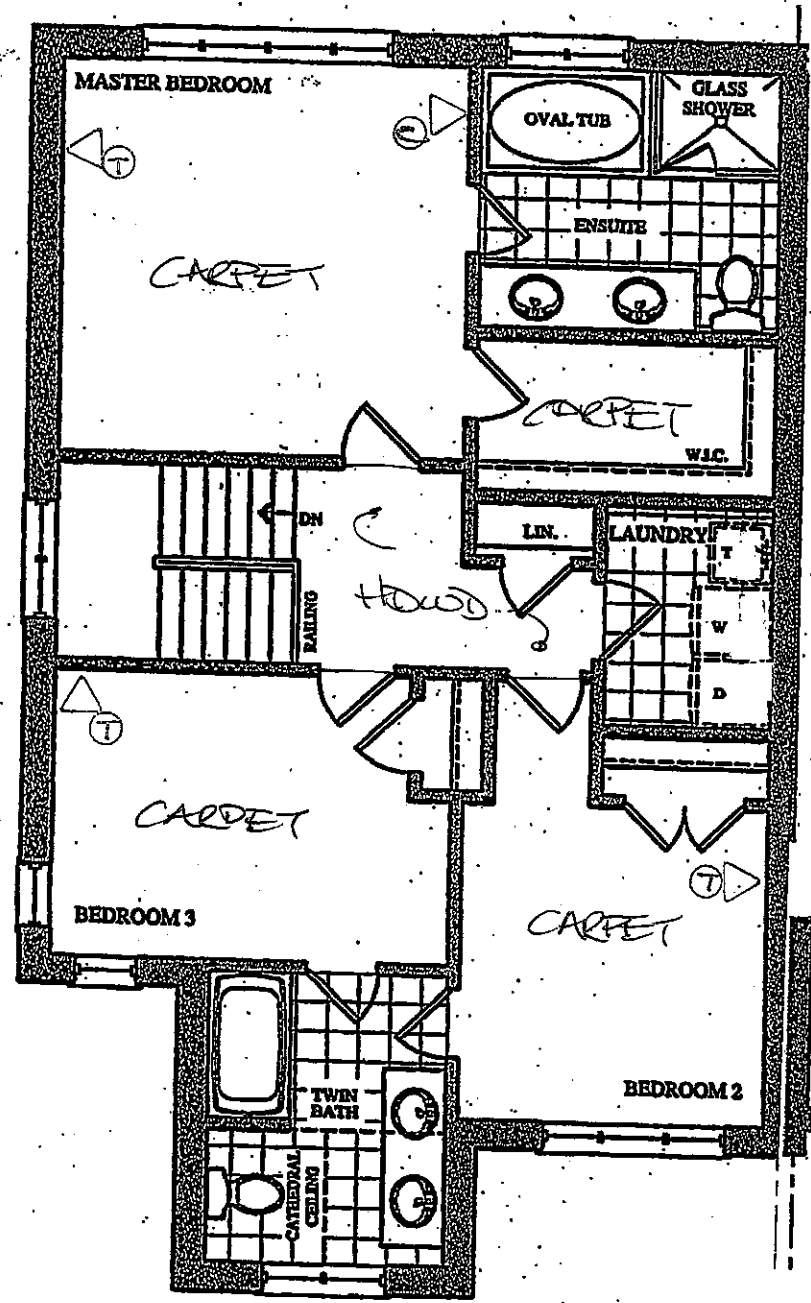 MASTER BEDROOM
T
CARPET
OVAL TUB
GLASS
SHOWER
ENSUITE
CARPET
W.I.C.
DN
RAILING
LIN.
LAUNDRY
T
W
D
T
CARPET
BEDROOM 3
T
CARPET
BEDROOM 2
TWIN
BATH
CATHEDRAL
CEILING